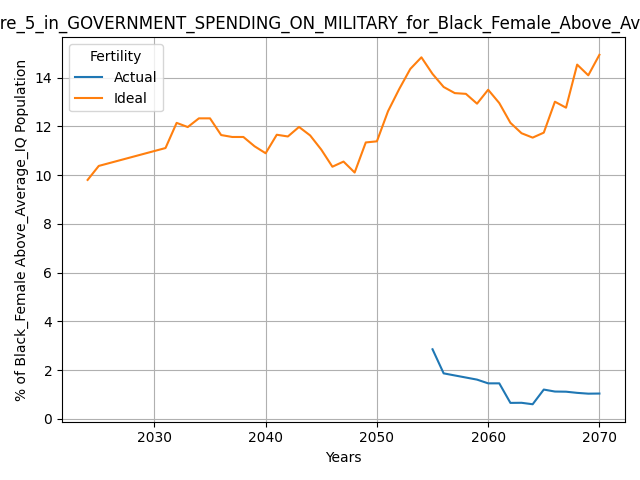 re_5_in_GOVERNMENT_SPENDING_ON_MILITARY_for_Black_Female_Above_Av
Fertility
Actual
Ideal
% of Black_Female Above_Average_IQ Population
14
12
10
8
6
4
2
0
2030 2040 2050 2060 2070
Years